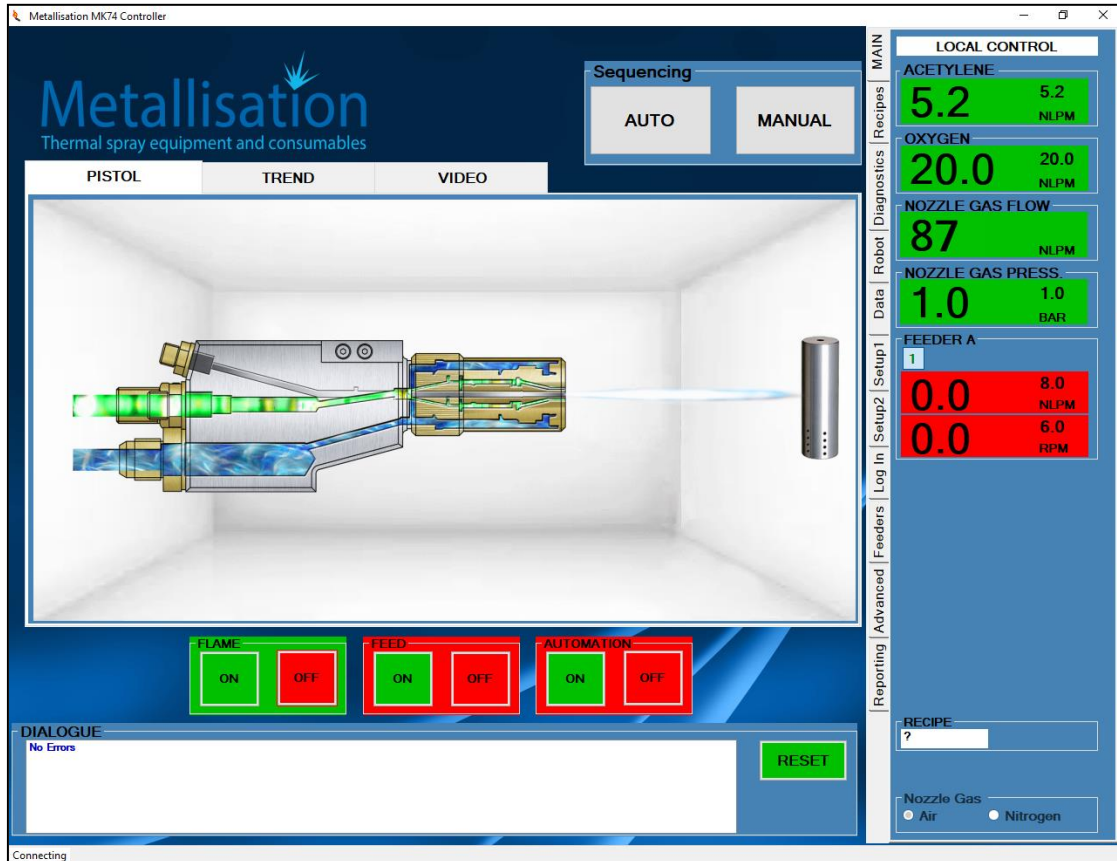 Metallisation MK74 Controller
Metallisation
Thermal spray equipment and consumables
Sequencing
AUTO
MANUAL
PISTOL
TREND
VIDEO
FLAME
ON
OFF
FEED
ON
OFF
AUTOMATION
ON
OFF
DIALOGUE
No Errors
RESET
MAIN
Recipes
Diagnostics
Robot
Data
Setup1
Setup2
Log In
Feeders
Advanced
Reporting
LOCAL CONTROL
ACETYLENE
5.2
5.2
NLPM
OXYGEN
20.0
20.0
NLPM
NOZZLE GAS FLOW
87
NLPM
NOZZLE GAS PRESS.
1.0
1.0
BAR
FEEDER A
1
0.0
8.0
NLPM
0.0
6.0
RPM
RECIPE
?
Nozzle Gas
Air
Nitrogen
Connecting